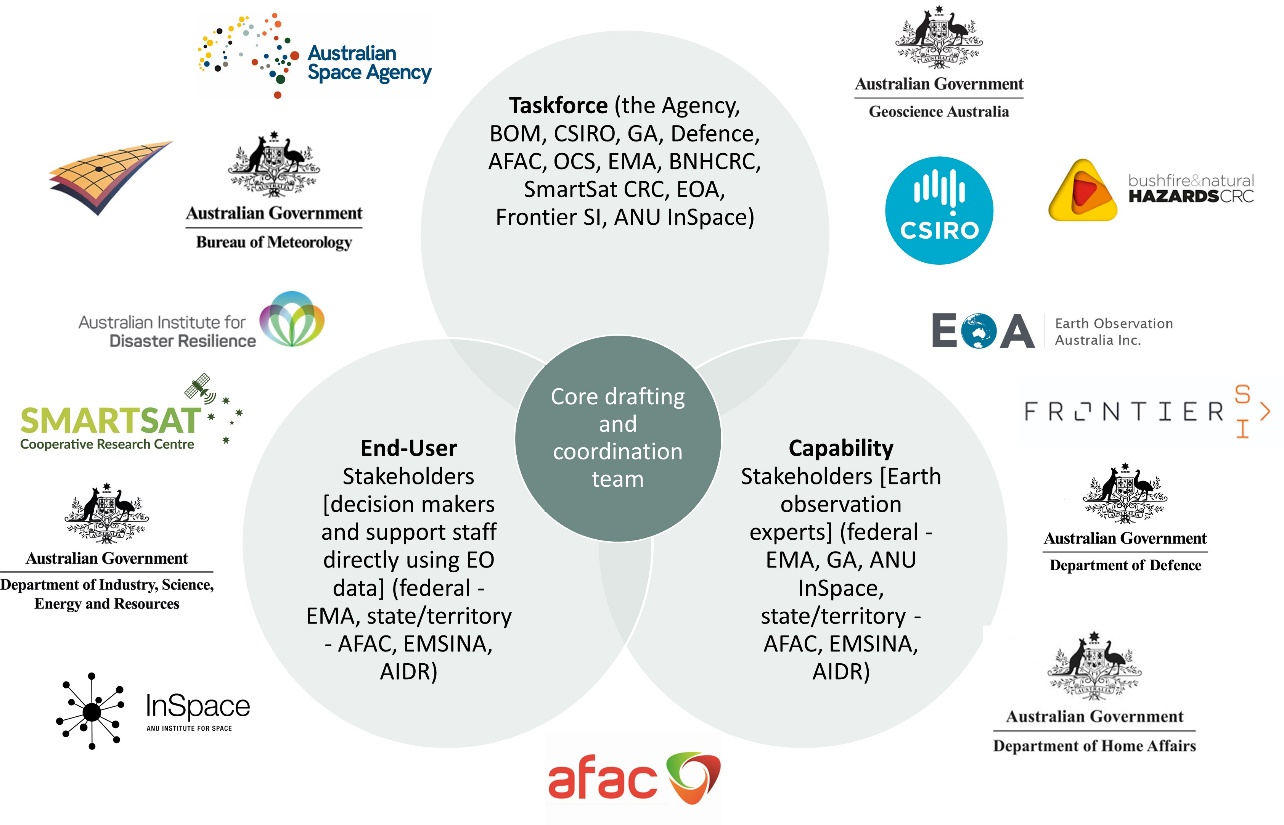 Australian
Space Agency
Australian Government
Geoscience Australia
Taskforce (the Agency,
BOM, CSIRO, GA, Defence,
AFAC, OCS, EMA, BNHCRC,
SmartSat CRC, EOA,
Frontier SI, ANU InSpace)
Australian Government
Bureau of Meteorology
CSIRO
bushfire&natural
HAZARDSCRC
Australian Institute for
Disaster Resilience
EOA
Earth Observation
Australia Inc.
SMARTSAT
Cooperative Research Centre
Core drafting
and
coordination
team
FRONTIER SI
End-User
Stakeholders
[decision makers
and support staff
directly using EO
data] (federal -
EMA, state/territory
- AFAC, EMSINA,
AIDR)
Capability
Stakeholders [Earth
observation
experts] (federal -
EMA, GA, ANU
InSpace,
state/territory -
AFAC, EMSINA,
AIDR)
Australian Government
Department of Industry, Science,
Energy and Resources
Australian Government
Department of Defence
InSpace
ANU INSTITUTE FOR SPACE
Australian Government
Department of Home Affairs
afac